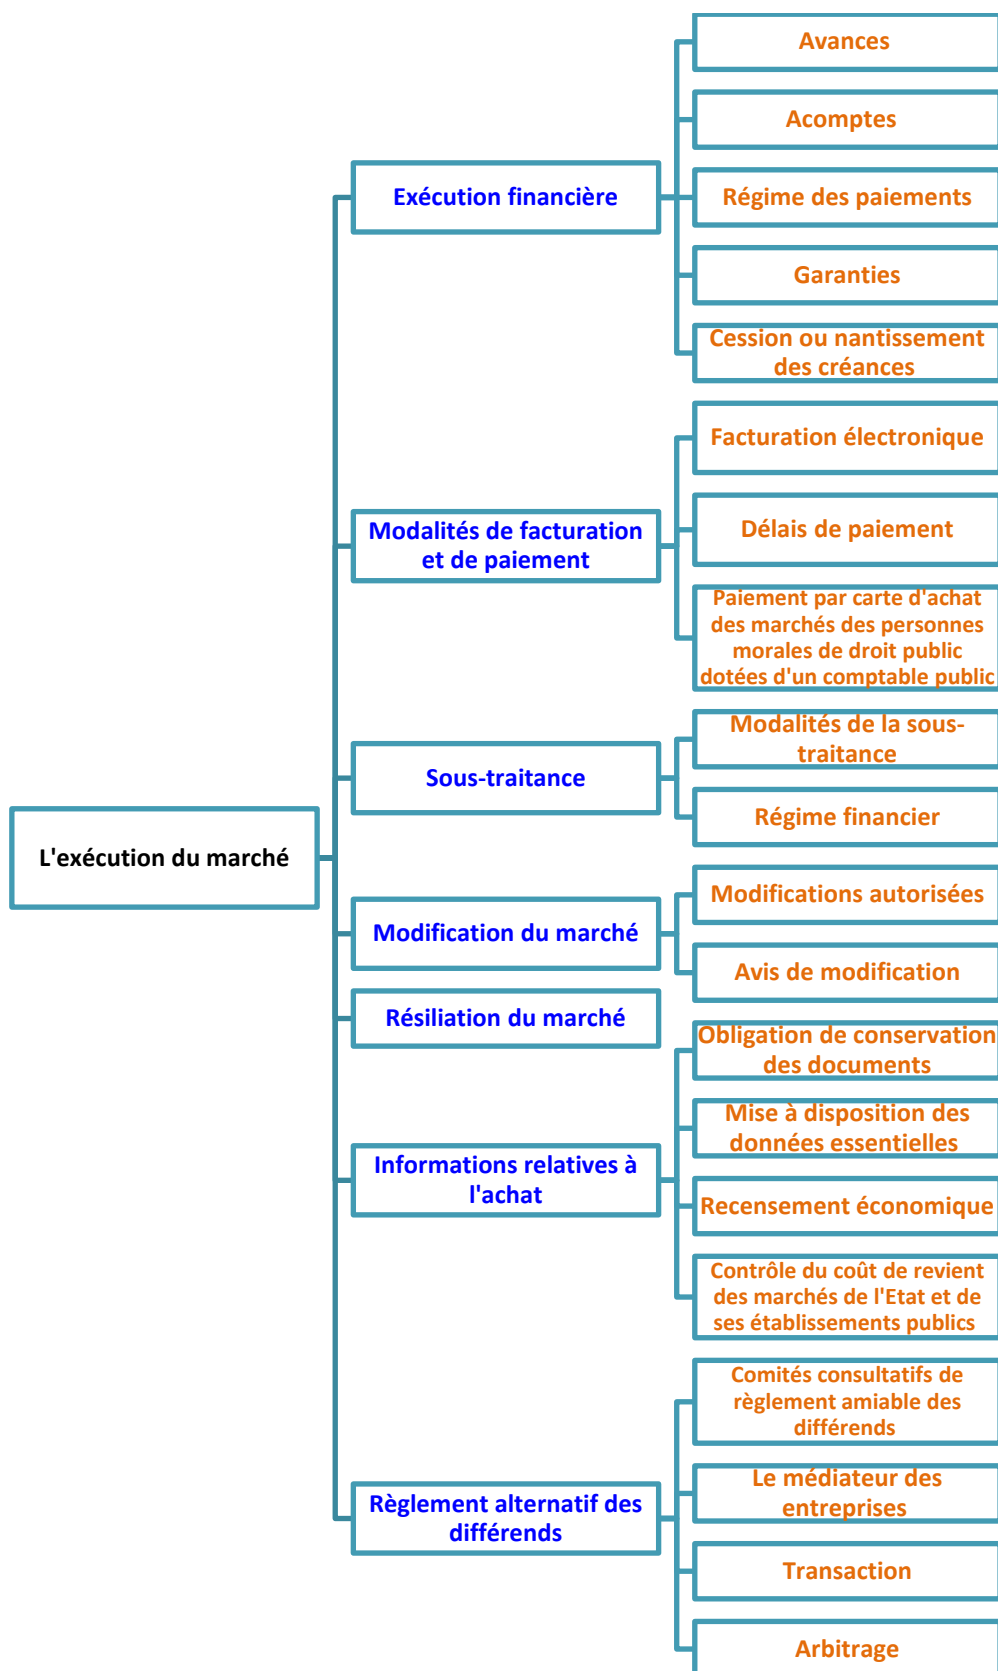 L'exécution du marché
Exécution financière
Avances
Acomptes
Régime des paiements
Garanties
Cession ou nantissement
des créances
Modalités de facturation
et de paiement
Facturation électronique
Délais de paiement
Paiement par carte d'achat
des marchés des personnes
morales de droit public
dotées d'un comptable public
Sous-traitance
Modalités de la sous-
traitance
Régime financier
Modification du marché
Modifications autorisées
Avis de modification
Résiliation du marché
Informations relatives à
l'achat
Obligation de conservation
des documents
Mise à disposition des
données essentielles
Recensement économique
Contrôle du coût de revient
des marchés de l'Etat et de
ses établissements publics
Règlement alternatif des
différends
Comités consultatifs de
règlement amiable des
différends
Le médiateur des
entreprises
Transaction
Arbitrage